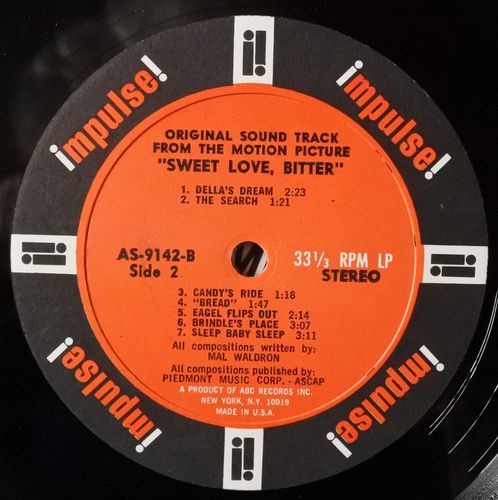 impulse!
impulse!
ORIGINAL SOUND TRACK
FROM THE MOTION PICTURE
"SWEET LOVE, BITTER"
1. DELLA'S DREAM 2:23
2. THE SEARCH 1:21
AS-9142-B
Side 2
33 1/3 RPM LP
STEREO
3. CANDY'S RIDE 1:18
4. "BREAD" 1:47
5. EAGEL FLIPS OUT 2:14
6. BRINDLE'S PLACE 3:07
7. SLEEP BABY SLEEP 3:11
All compositions written by:
MAL WALDRON
All compositions published by:
PIEDMONT MUSIC CORP. - ASCAP
A PRODUCT OF ABC RECORDS INC.
NEW YORK, N.Y. 10019
MADE IN U.S.A.
impulse!
impulse!